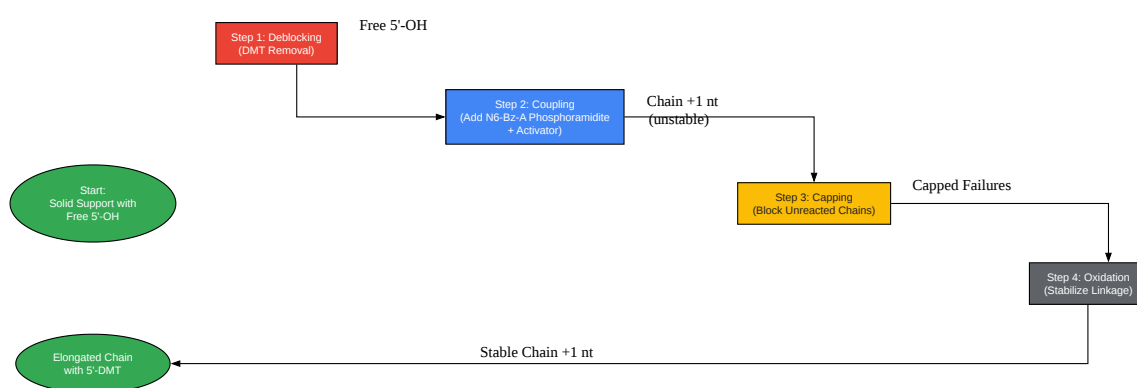 Step 1: Deblocking
(DMT Removal)
Free 5'-OH
Step 2: Coupling
(Add N6-Bz-A Phosphoramidite
+ Activator)
Chain +1 nt
(unstable)
Start:
Solid Support with
Free 5'-OH
Step 3: Capping
(Block Unreacted Chains)
Capped Failures
Step 4: Oxidation
(Stabilize Linkage)
Stable Chain +1 nt
Elongated Chain
with 5'-DMT